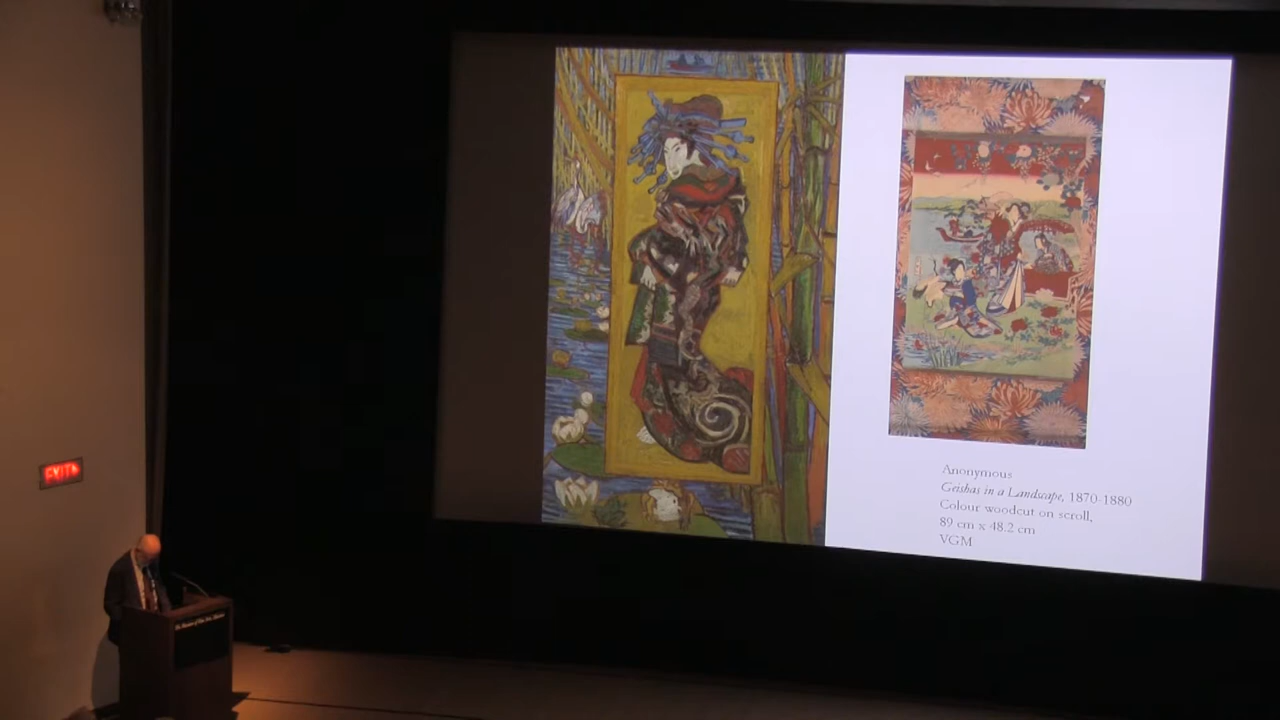 EXIT
Anonymous
Geishas in a Landscape, 1870-1880
Colour woodcut on scroll,
89 cm x 48.2 cm
VGM